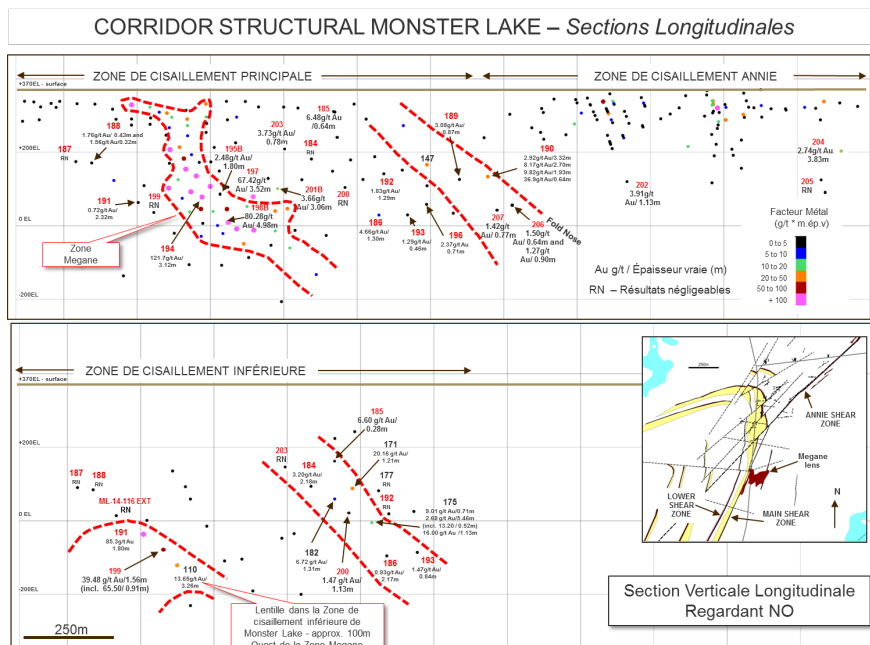 CORRIDOR STRUCTURAL MONSTER LAKE – Sections Longitudinales
ZONE DE CISAILLEMENT PRINCIPALE
ZONE DE CISAILLEMENT ANNIE
+370EL - surface
188
1.76g/t Au/ 0.43m and
1.56g/t Au/0.32m
187
RN
203
3.73g/t Au/
0.78m
185
6.48g/t Au
/0.64m
184
RN
189
3.08g/t Au/
0.87m
190
2.92g/t Au/3.32m
8.17g/t Au/2.70m
9.82g/t Au/1.93m
36.9g/t Au/0.64m
204
2.74g/t Au/
3.83m
+200EL
195B
2.48g/t Au/
1.80m
197
67.42g/t
Au/ 3.52m
147
192
1.83g/t Au/
1.29m
205
RN
202
3.91g/t
Au/ 1.13m
191
0.72g/t Au/
2.32m
199
RN
201B
3.66g/t
Au/ 3.06m
200
RN
198B
80.28g/t
Au/ 4.98m
0 EL
194
121.7g/t Au/
3.12m
186
4.66g/t Au/
1.30m
193
1.29g/t Au/
0.46m
196
2.37g/t Au/
0.71m
207
1.42g/t
Au/ 0.77m
206
1.50g/t
Au/ 0.64m and
1.27g/t
Au/ 0.90m
Fold Nose
Zone
Megane
Facteur Métal
(g/t * m.ép.v)
0 to 5
5 to 10
10 to 20
20 to 50
50 to 100
+ 100
Au g/t / Épaisseur vraie (m)
RN – Résultats négligeables
-200EL
ZONE DE CISAILLEMENT INFÉRIEURE
+370EL - surface
185
6.60 g/t Au/
0.28m
+200EL
203
RN
184
3.20g/t Au/
2.18m
171
20.16 g/t Au/
1.21m
177
RN
187
RN
188
RN
ML-14-116 EXT
RN
192
RN
175
9.01 g/t Au/0.71m
2.68 g/t Au/5.46m
(incl. 13.20 / 0.52m)
16.00 g/t Au /1.13m
0 EL
191
85.3g/t Au/
1.80m
182
6.72 g/t Au/
1.31m
200
1.47 g/t Au/
1.13m
186
0.93g/t Au/
2.17m
193
1.47g/t Au/
0.84m
199
39.48 g/t Au/1.56m
(incl. 65.50/ 0.91m)
110
13.65g/t Au/
3.26m
-200EL
Lentille dans la Zone de
cisaillement inférieure de
Monster Lake - approx. 100m
Ouest de la Zone Megane
250m
250m
ANNIE SHEAR
ZONE
Megane
lens
LOWER
SHEAR
ZONE
MAIN SHEAR
ZONE
N
Section Verticale Longitudinale
Regardant NO